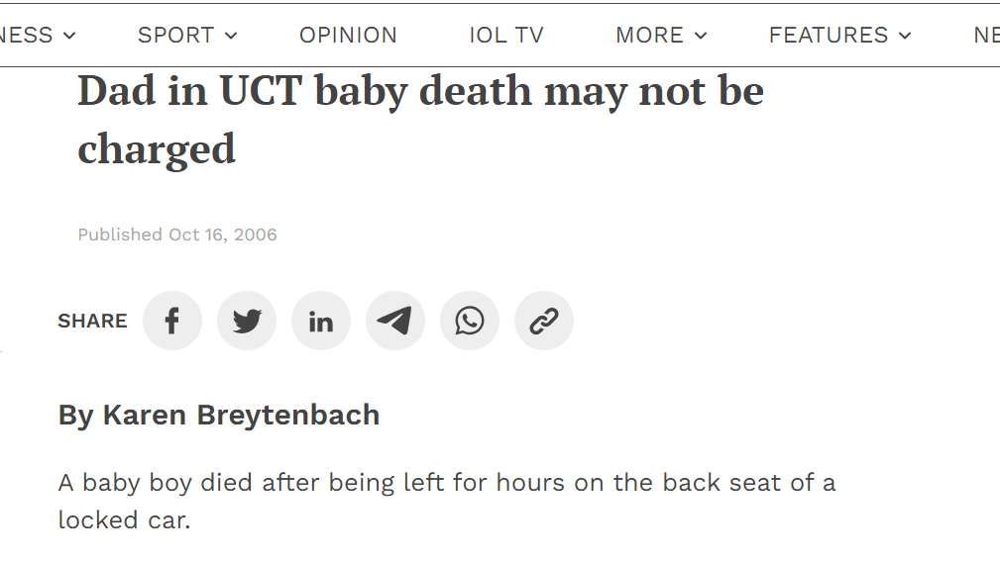 NESS SPORT OPINION IOL TV MORE FEATURES NE
Dad in UCT baby death may not be
charged
Published Oct 16, 2006
SHARE
By Karen Breytenbach
A baby boy died after being left for hours on the back seat of a
locked car.